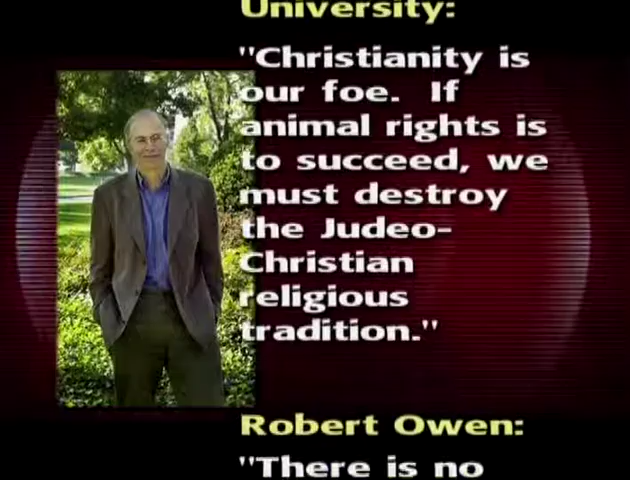 University:
"Christianity is
our foe. If
animal rights is
to succeed, we
must destroy
the Judeo-
Christian
religious
tradition."
Robert Owen:
"There is no